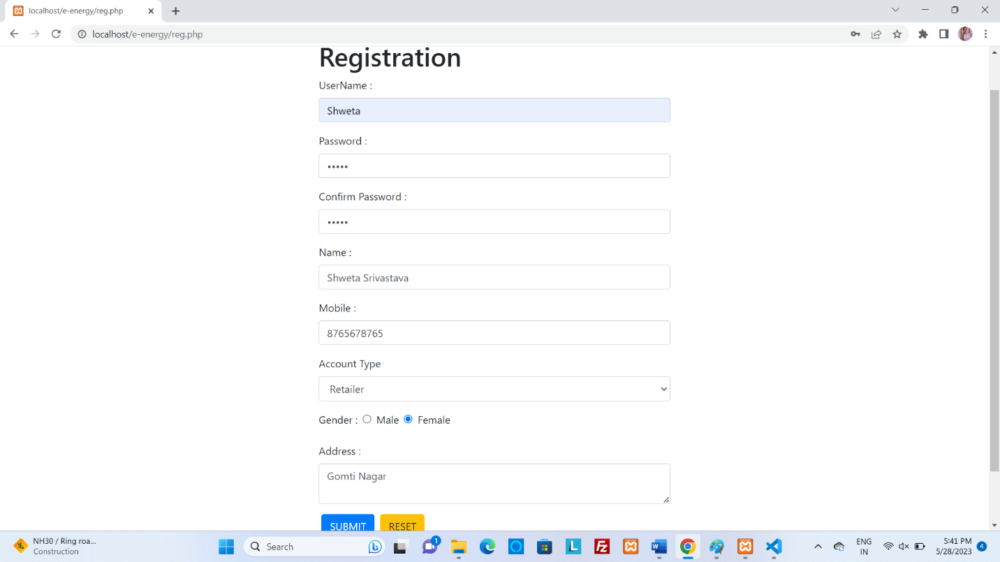 localhost/e-energy/reg.php
localhost/e-energy/reg.php
Registration
UserName :
Shweta
Password :
•••••
Confirm Password :
•••••
Name :
Shweta Srivastava
Mobile :
8765678765
Account Type
Retailer
Gender : Male Female
Address :
Gomti Nagar
SUBMIT RESET
NH30 / Ring roa...
Construction
Search
1
L
Fz
W
ENG
IN
5:41 PM
5/28/2023
4